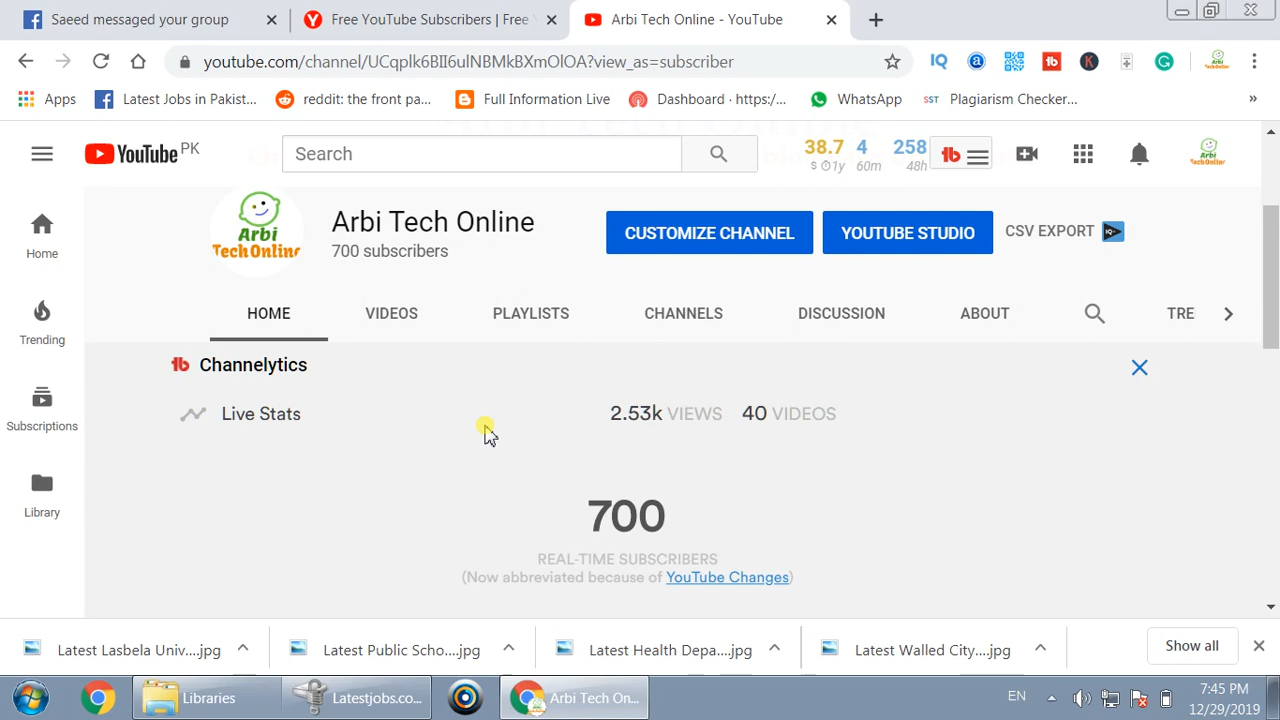 Saeed messaged your group
Free YouTube Subscribers | Free Y
Arbi Tech Online - YouTube
youtube.com/channel/UCqplk6BII6ulNBMkBXmOlOA?view_as=subscriber
Apps
Latest Jobs in Pakist...
reddit: the front pa...
Full Information Live
Dashboard · https:/...
WhatsApp
SST
Plagiarism Checker...
»
YouTube PK
Search
38.7 4 258
$ 1y 60m 48h
Arbi Tech Online
700 subscribers
CUSTOMIZE CHANNEL
YOUTUBE STUDIO
CSV EXPORT
Arbi
TechOnline
Home
Trending
Subscriptions
Library
HOME VIDEOS PLAYLISTS CHANNELS DISCUSSION ABOUT TRE
Channelytics
Live Stats
2.53k VIEWS 40 VIDEOS
700
REAL-TIME SUBSCRIBERS
(Now abbreviated because of YouTube Changes)
Latest Lasbela Univ....jpg
Latest Public Scho....jpg
Latest Health Depa....jpg
Latest Walled City....jpg
Show all
Libraries
Latestjobs.co...
Arbi Tech On...
EN
7:45 PM
12/29/2019